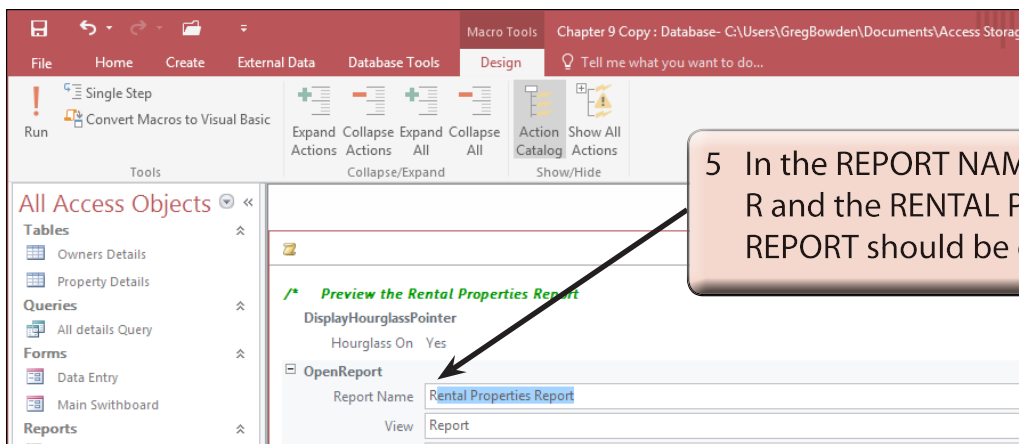 Macro Tools Chapter 9 Copy : Database- C:\Users\GregBowden\Documents\Access Storag
File Home Create External Data Database Tools Design Tell me what you want to do...
Single Step
Convert Macros to Visual Basic
Run
Expand Collapse Expand Collapse Action Show All
Actions Actions All All Catalog Actions
Tools Collapse/Expand Show/Hide
5 In the REPORT NAM
R and the RENTAL P
REPORT should be
All Access Objects
Tables
Owners Details
Property Details
Queries
All details Query
Forms
Data Entry
Main Swithboard
Reports
/* Preview the Rental Properties Report
DisplayHourglassPointer
Hourglass On Yes
OpenReport
Report Name Rental Properties Report
View Report